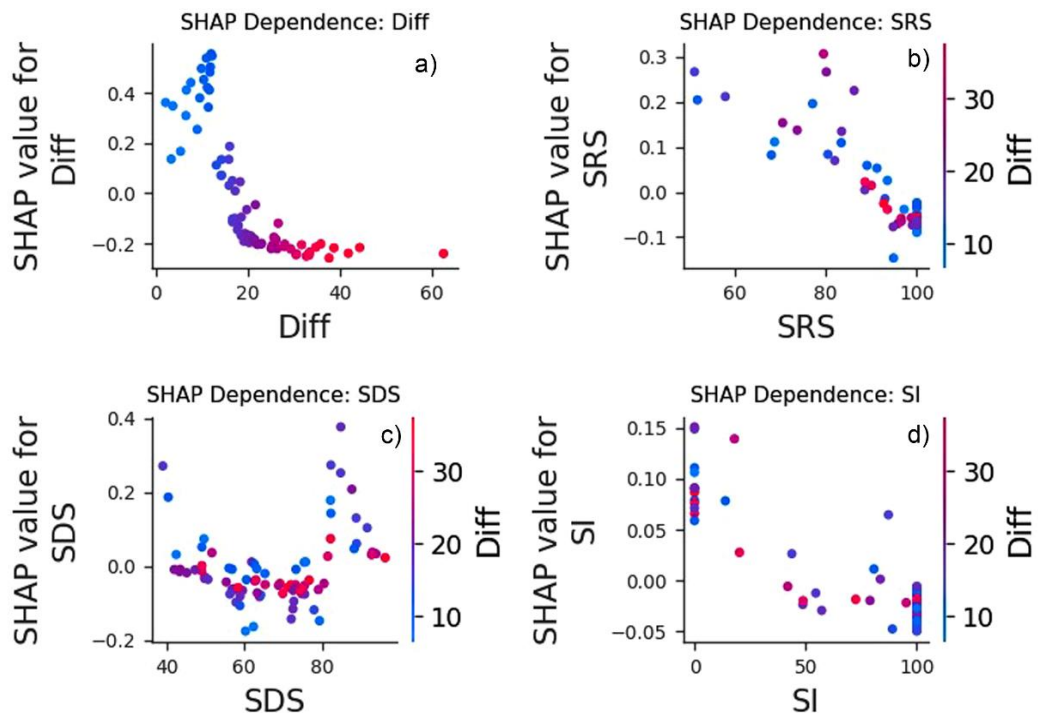 SHAP Dependence: Diff
a)
SHAP value for
Diff
0.4
0.2
0.0
−0.2
0 20 40 60
Diff
SHAP Dependence: SRS
b)
SHAP value for
SRS
0.3
0.2
0.1
0.0
−0.1
60 80 100
SRS
30
20
10
Diff
SHAP Dependence: SDS
c)
SHAP value for
SDS
0.4
0.2
0.0
−0.2
40 60 80
SDS
30
20
10
Diff
SHAP Dependence: SI
d)
SHAP value for
SI
0.15
0.10
0.05
0.00
−0.05
0 50 100
SI
30
20
10
Diff